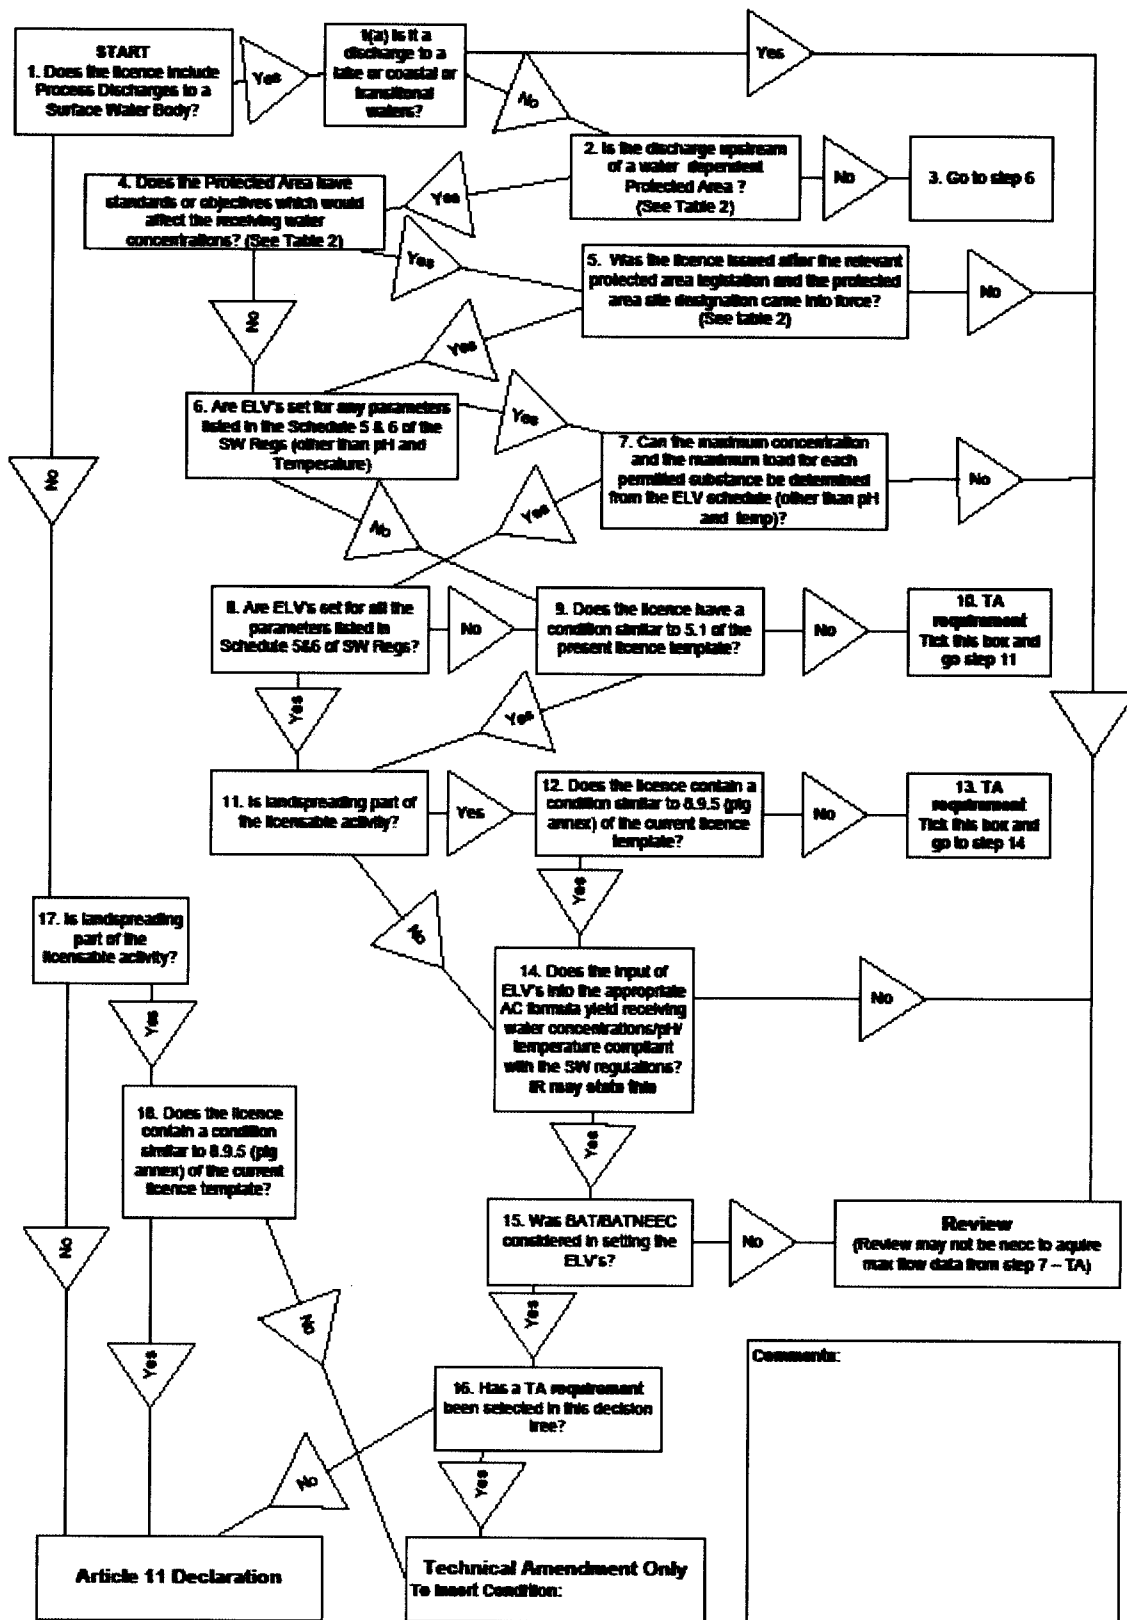 START
1. Does the licence include
Process Discharges to a
Surface Water Body?
Yes
1(a) Is it a
discharge to a
lake or coastal or
transitional
waters?
Yes
No
2. Is the discharge upstream
of a water dependent
Protected Area ?
(See Table 2)
No
3. Go to step 6
Yes
4. Does the Protected Area have
standards or objectives which would
affect the receiving water
concentrations? (See Table 2)
Yes
No
5. Was the licence issued after the relevant
protected area legislation and the protected
area site designation came into force?
(See table 2)
No
Yes
6. Are ELV's set for any parameters
listed in the Schedule 5 & 6 of the
SW Regs (other than pH and
Temperature)
Yes
No
7. Can the maximum concentration
and the maximum load for each
permitted substance be determined
from the ELV schedule (other than pH
and temp)?
No
Yes
No
8. Are ELV's set for all the
parameters listed in
Schedule 5&6 of SW Regs?
No
Yes
9. Does the licence have a
condition similar to 5.1 of the
present licence template?
No
Yes
10. TA
requirement
Tick this box and
go step 11
11. Is landspreading part of
the licensable activity?
Yes
No
12. Does the licence contain a
condition similar to 8.9.5 (pig
annex) of the current licence
template?
No
Yes
13. TA
requirement
Tick this box and
go to step 14
17. Is landspreading
part of the
licensable activity?
Yes
No
14. Does the input of
ELV's into the appropriate
AC formula yield receiving
water concentrations/pH/
temperature compliant
with the SW regulations?
IR may state this
No
Yes
18. Does the licence
contain a condition
similar to 8.9.5 (pig
annex) of the current
licence template?
Yes
No
15. Was BAT/BATNEEC
considered in setting the
ELV's?
No
Yes
Review
(Review may not be necc to aquire
max flow data from step 7 – TA)
16. Has a TA requirement
been selected in this decision
tree?
No
Yes
Comments:
Article 11 Declaration
Technical Amendment Only
To Insert Condition: